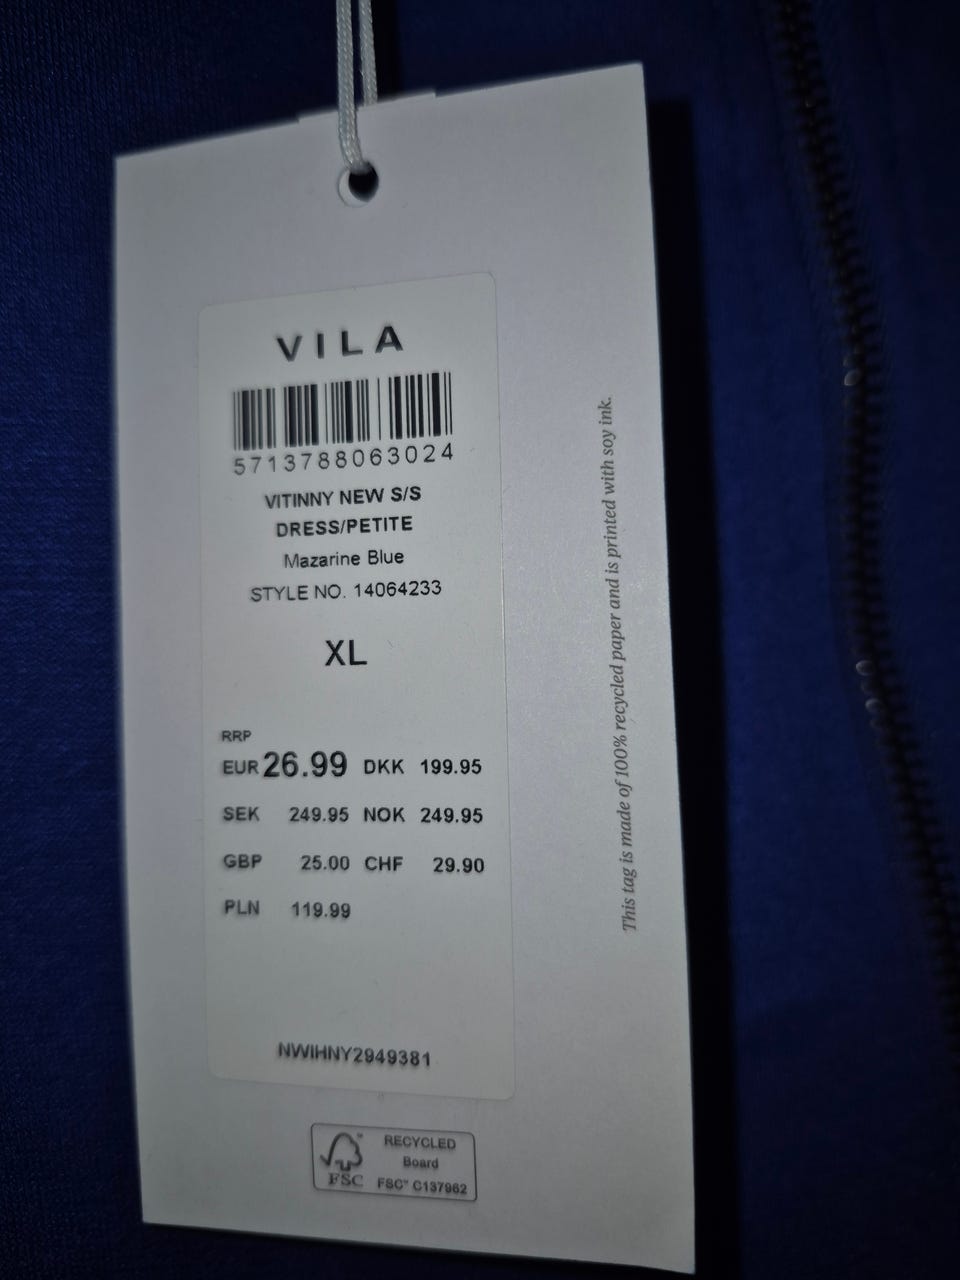 VILA
5713788063024
VITINNY NEW S/S
DRESS/PETITE
Mazarine Blue
STYLE NO. 14064233
XL
RRP
EUR 26.99 DKK 199.95
SEK 249.95 NOK 249.95
GBP 25.00 CHF 29.90
PLN 119.99
NWIHNY2949381
RECYCLED
Board
FSC FSC™ C137962
This tag is made of 100% recycled paper and is printed with soy ink.